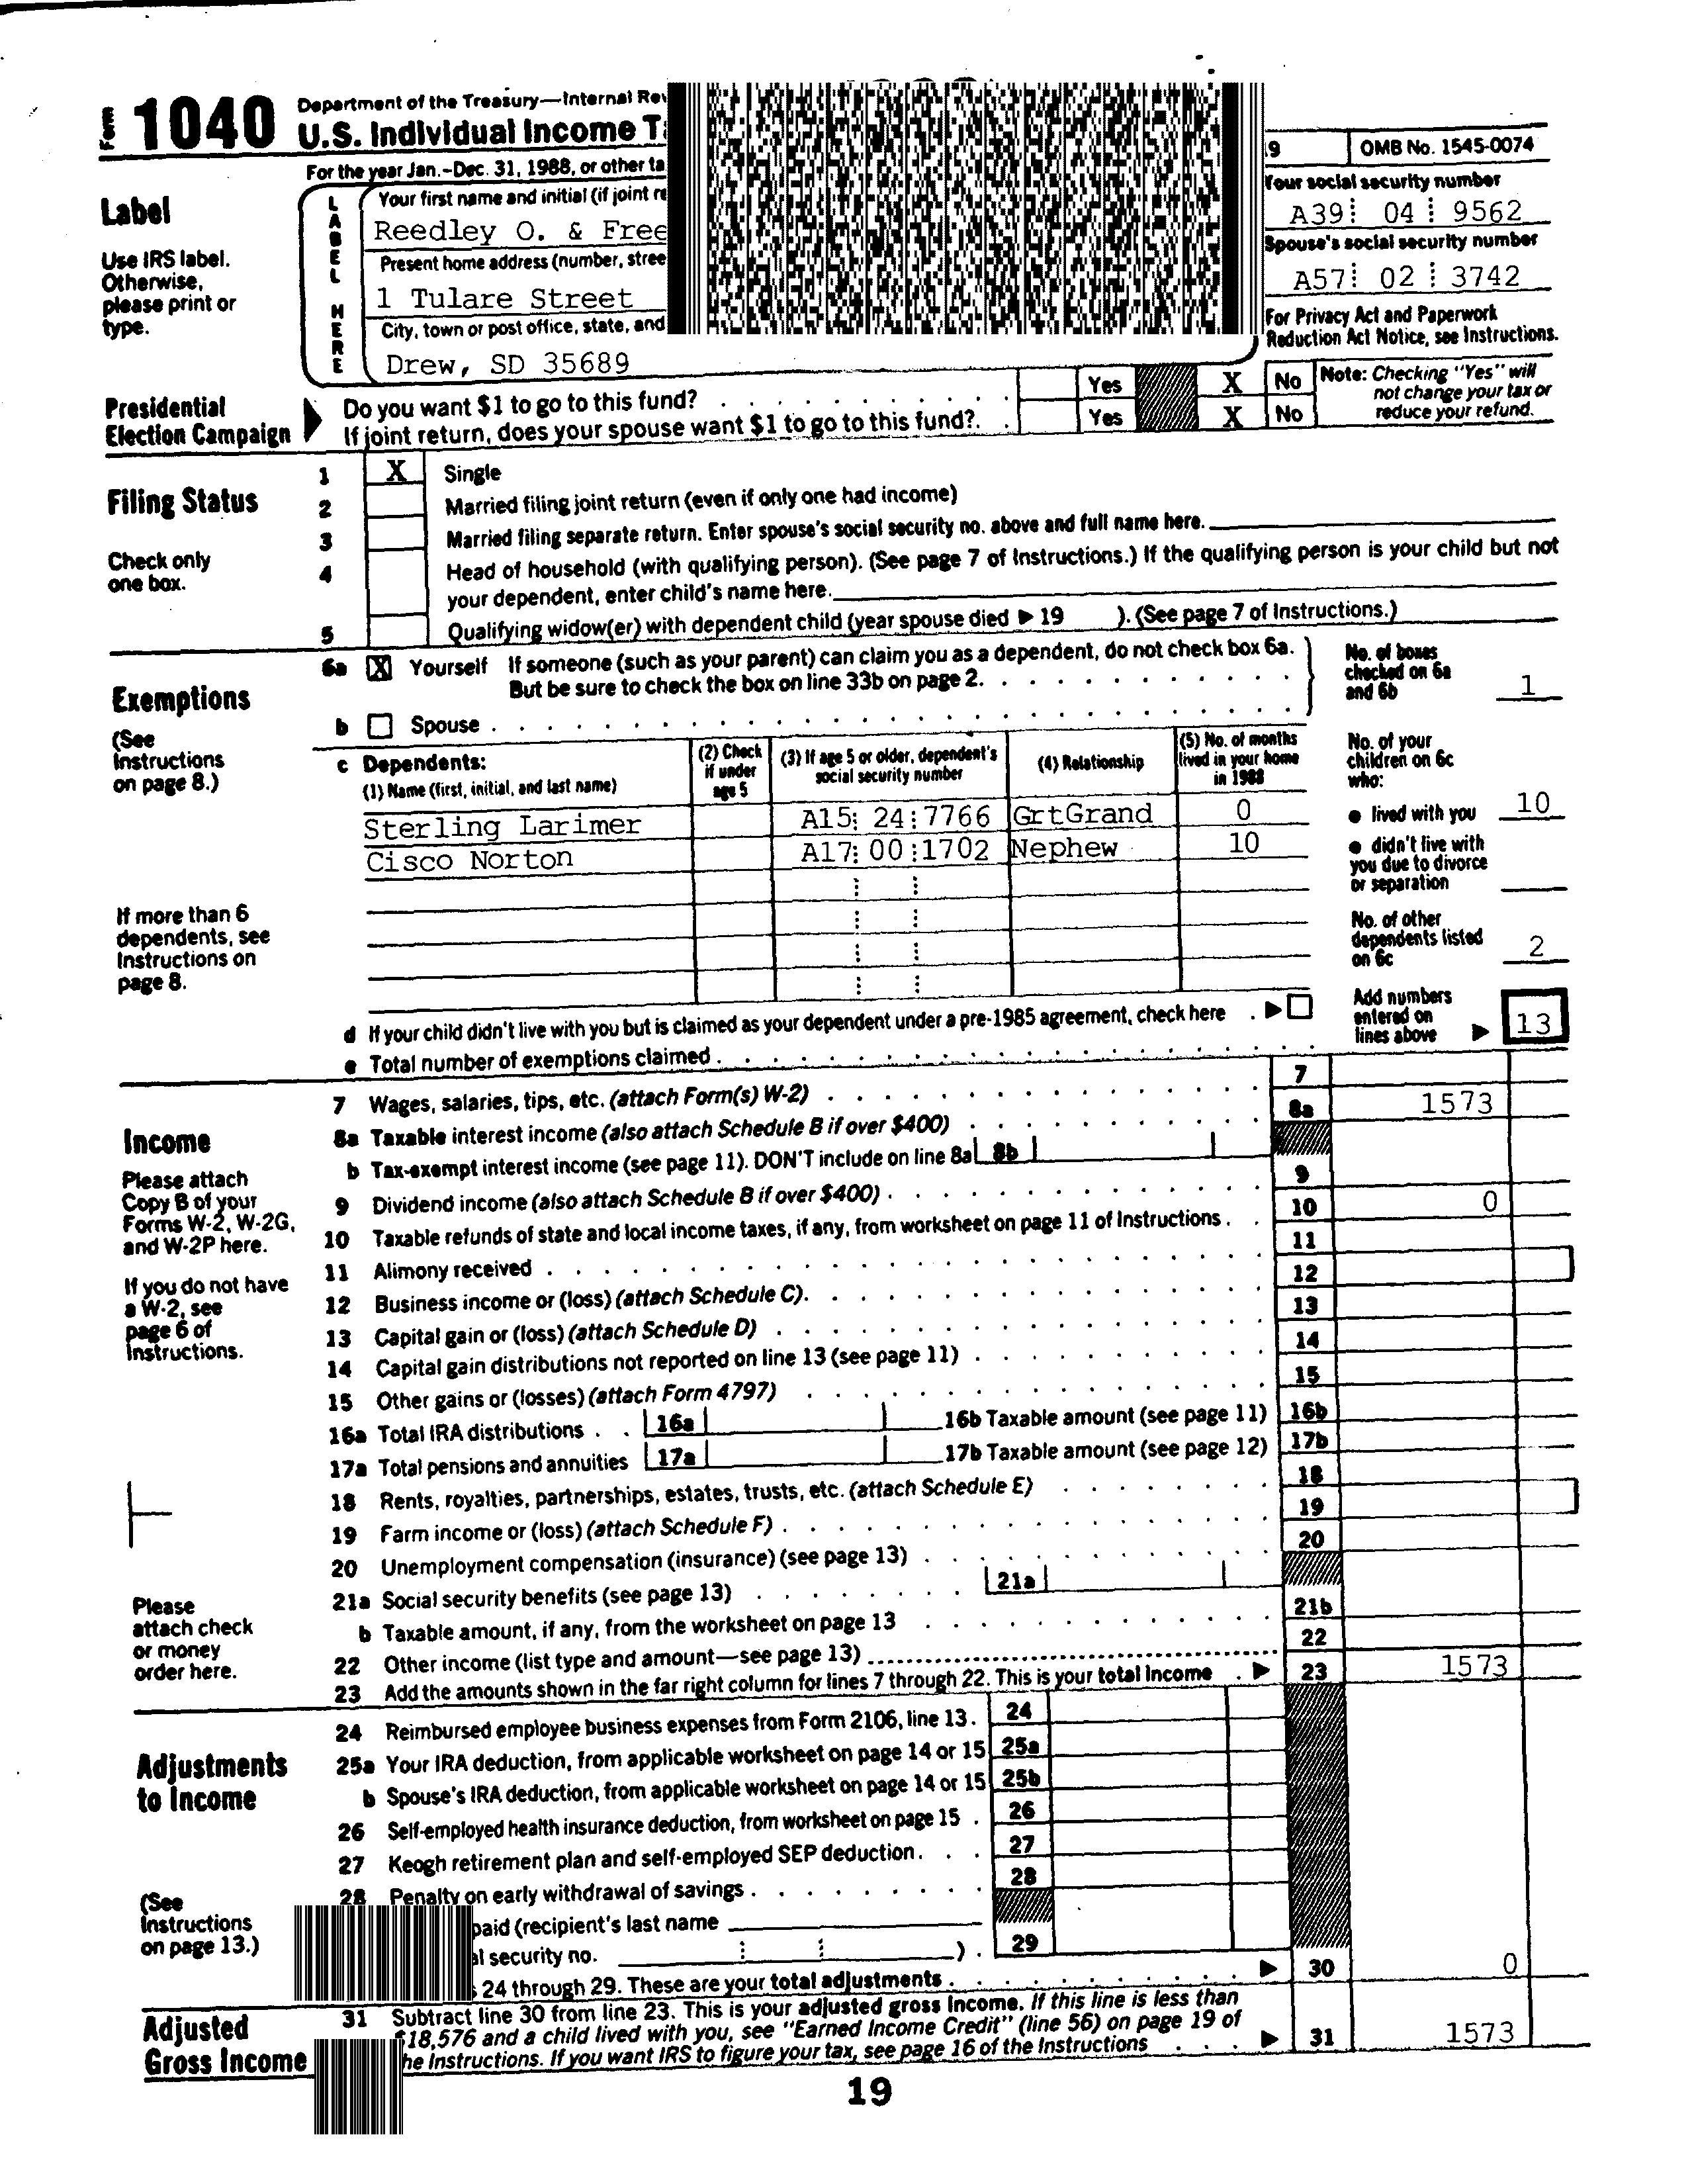 Form 1040 Department of the Treasury—Internal Rev
U.S. Individual Income T
9 OMB No. 1545-0074
For the year Jan.-Dec. 31, 1988, or other ta
Label
Use IRS label.
Otherwise,
please print or
type.
LABEL HERE
Your first name and initial (if joint re
Reedley O. & Free
Present home address (number, stree
1 Tulare Street
City, town or post office, state, and
Drew, SD 35689
Your social security number
A39 04 9562
Spouse's social security number
A57 02 3742
For Privacy Act and Paperwork
Reduction Act Notice, see Instructions.
Presidential
Election Campaign
Do you want $1 to go to this fund? . . . . . . . . . Yes X No
If joint return, does your spouse want $1 to go to this fund?. . Yes X No
Note: Checking "Yes" will
not change your tax or
reduce your refund.
Filing Status
Check only
one box.
1 X Single
2 Married filing joint return (even if only one had income)
3 Married filing separate return. Enter spouse's social security no. above and full name here.
4 Head of household (with qualifying person). (See page 7 of Instructions.) If the qualifying person is your child but not
your dependent, enter child's name here.
5 Qualifying widow(er) with dependent child (year spouse died ▶ 19 ). (See page 7 of Instructions.)
Exemptions
(See
Instructions
on page 8.)
6a X Yourself If someone (such as your parent) can claim you as a dependent, do not check box 6a.
But be sure to check the box on line 33b on page 2.
b Spouse
No. of boxes
checked on 6a
and 6b 1
c Dependents:
(1) Name (first, initial, and last name)
(2) Check
if under
age 5
(3) If age 5 or older, dependent's
social security number
(4) Relationship
(5) No. of months
lived in your home
in 1988
Sterling Larimer A15 24 7766 GrtGrand 0
Cisco Norton A17 00 1702 Nephew 10
No. of your
children on 6c
who:
● lived with you 10
● didn't live with
you due to divorce
or separation
No. of other
dependents listed
on 6c 2
If more than 6
dependents, see
Instructions on
page 8.
d If your child didn't live with you but is claimed as your dependent under a pre-1985 agreement, check here . ▶
e Total number of exemptions claimed
Add numbers
entered on
lines above ▶ 13
Income
Please attach
Copy B of your
Forms W-2, W-2G,
and W-2P here.
If you do not have
a W-2, see
page 6 of
Instructions.
7 Wages, salaries, tips, etc. (attach Form(s) W-2) 7
8a Taxable interest income (also attach Schedule B if over $400) 8a 1573
b Tax-exempt interest income (see page 11). DON'T include on line 8a 8b
9 Dividend income (also attach Schedule B if over $400) 9
10 Taxable refunds of state and local income taxes, if any, from worksheet on page 11 of Instructions. 10 0
11 Alimony received 11
12 Business income or (loss) (attach Schedule C). 12
13 Capital gain or (loss) (attach Schedule D) 13
14 Capital gain distributions not reported on line 13 (see page 11) 14
15 Other gains or (losses) (attach Form 4797) 15
16a Total IRA distributions . . 16a 16b Taxable amount (see page 11) 16b
17a Total pensions and annuities 17a 17b Taxable amount (see page 12) 17b
18 Rents, royalties, partnerships, estates, trusts, etc. (attach Schedule E) 18
19 Farm income or (loss) (attach Schedule F) 19
20 Unemployment compensation (insurance) (see page 13) 20
21a Social security benefits (see page 13) 21a
b Taxable amount, if any, from the worksheet on page 13 21b
22 Other income (list type and amount—see page 13) 22
23 Add the amounts shown in the far right column for lines 7 through 22. This is your total income . ▶ 23 1573
Please
attach check
or money
order here.
Adjustments
to Income
(See
Instructions
on page 13.)
24 Reimbursed employee business expenses from Form 2106, line 13. 24
25a Your IRA deduction, from applicable worksheet on page 14 or 15 25a
b Spouse's IRA deduction, from applicable worksheet on page 14 or 15 25b
26 Self-employed health insurance deduction, from worksheet on page 15 . 26
27 Keogh retirement plan and self-employed SEP deduction. . . 27
28 Penalty on early withdrawal of savings 28
paid (recipient's last name
al security no. ) . 29
24 through 29. These are your total adjustments ▶ 30 0
Adjusted
Gross Income
31 Subtract line 30 from line 23. This is your adjusted gross income. If this line is less than
$18,576 and a child lived with you, see "Earned Income Credit" (line 56) on page 19 of
he Instructions. If you want IRS to figure your tax, see page 16 of the Instructions . . . ▶ 31 1573
19